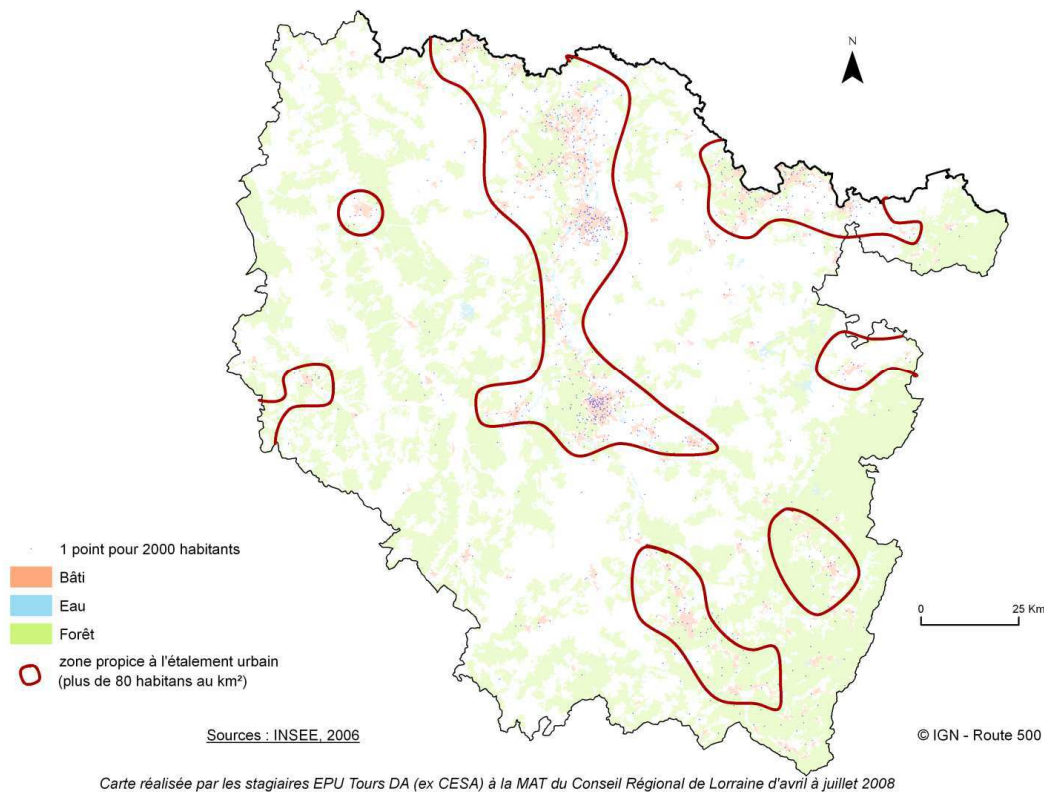 N
1 point pour 2000 habitants
Bâti
Eau
Forêt
zone propice à l'étalement urbain
(plus de 80 habitans au km²)
0 25 Km
Sources : INSEE, 2006
© IGN - Route 500
Carte réalisée par les stagiaires EPU Tours DA (ex CESA) à la MAT du Conseil Régional de Lorraine d'avril à juillet 2008